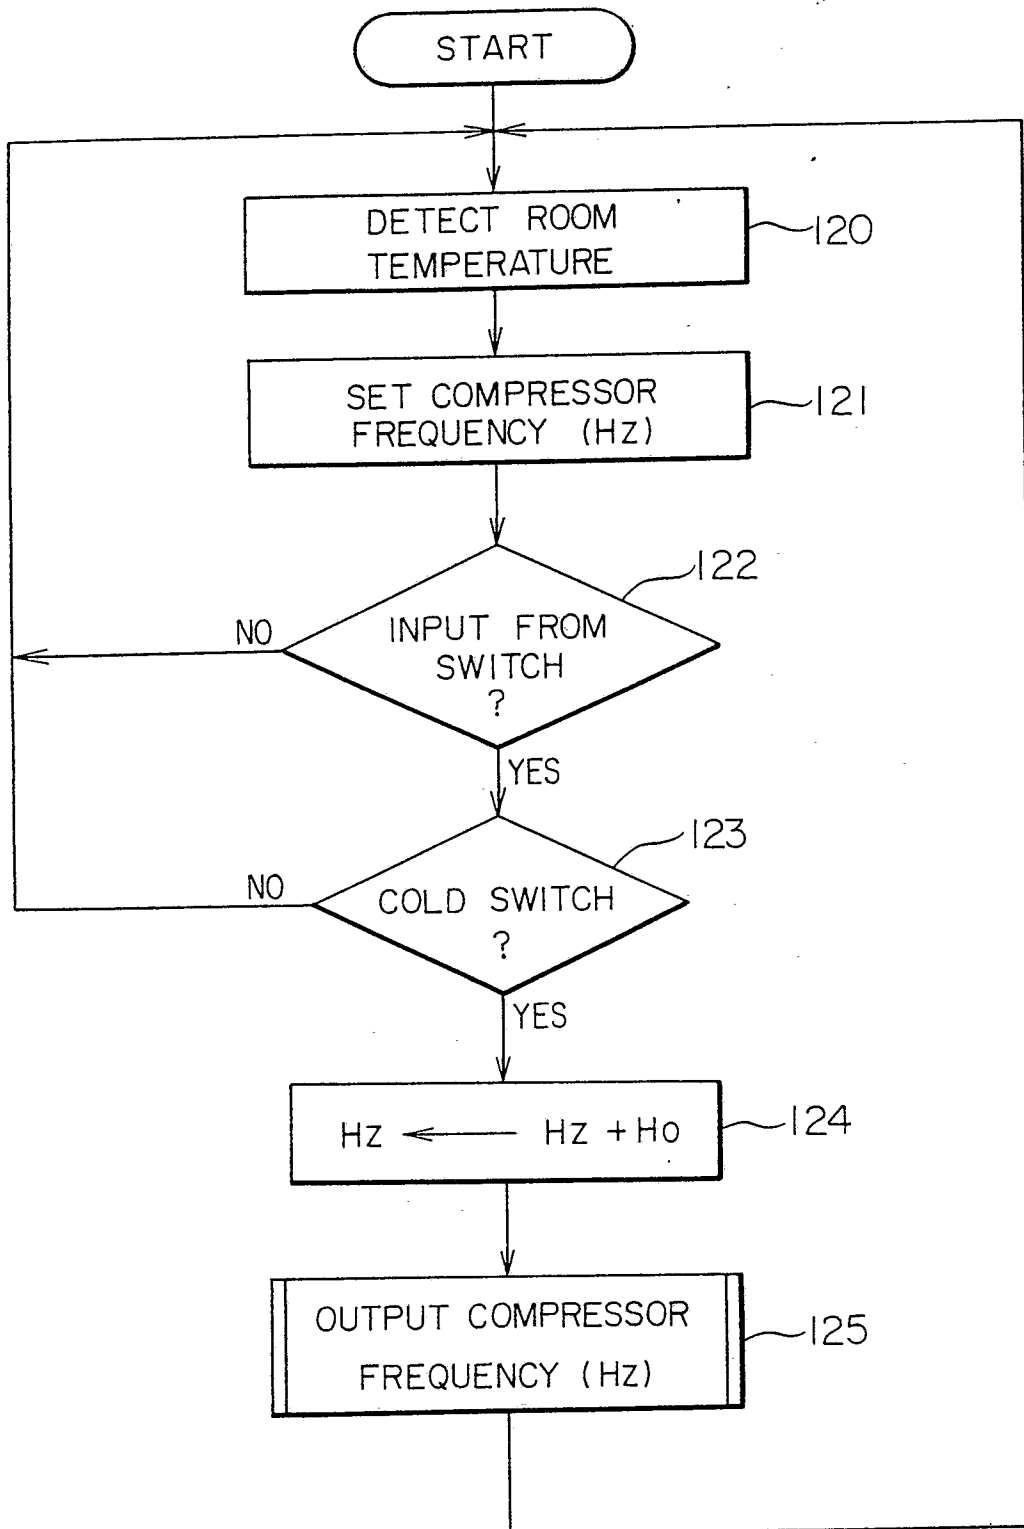 START
DETECT ROOM
TEMPERATURE
120
SET COMPRESSOR
FREQUENCY (Hz)
121
122
INPUT FROM
SWITCH
?
NO
YES
123
COLD SWITCH
?
NO
YES
Hz ← Hz + Ho
124
OUTPUT COMPRESSOR
FREQUENCY (Hz)
125